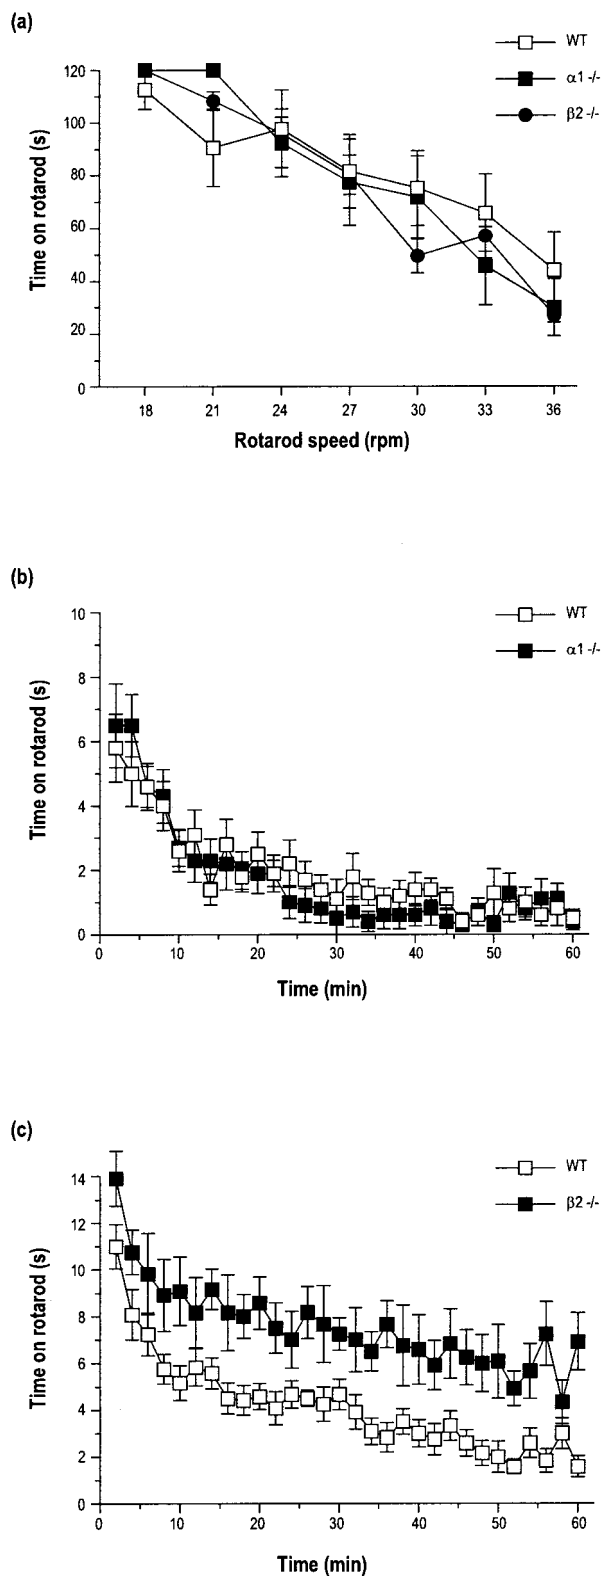 (a)
WT
α1 -/-
β2 -/-
120
100
80
60
40
20
0
Time on rotarod (s)
18 21 24 27 30 33 36
Rotarod speed (rpm)
(b)
WT
α1 -/-
10
8
6
4
2
0
Time on rotarod (s)
0 10 20 30 40 50 60
Time (min)
(c)
WT
β2 -/-
14
12
10
8
6
4
2
0
Time on rotarod (s)
0 10 20 30 40 50 60
Time (min)